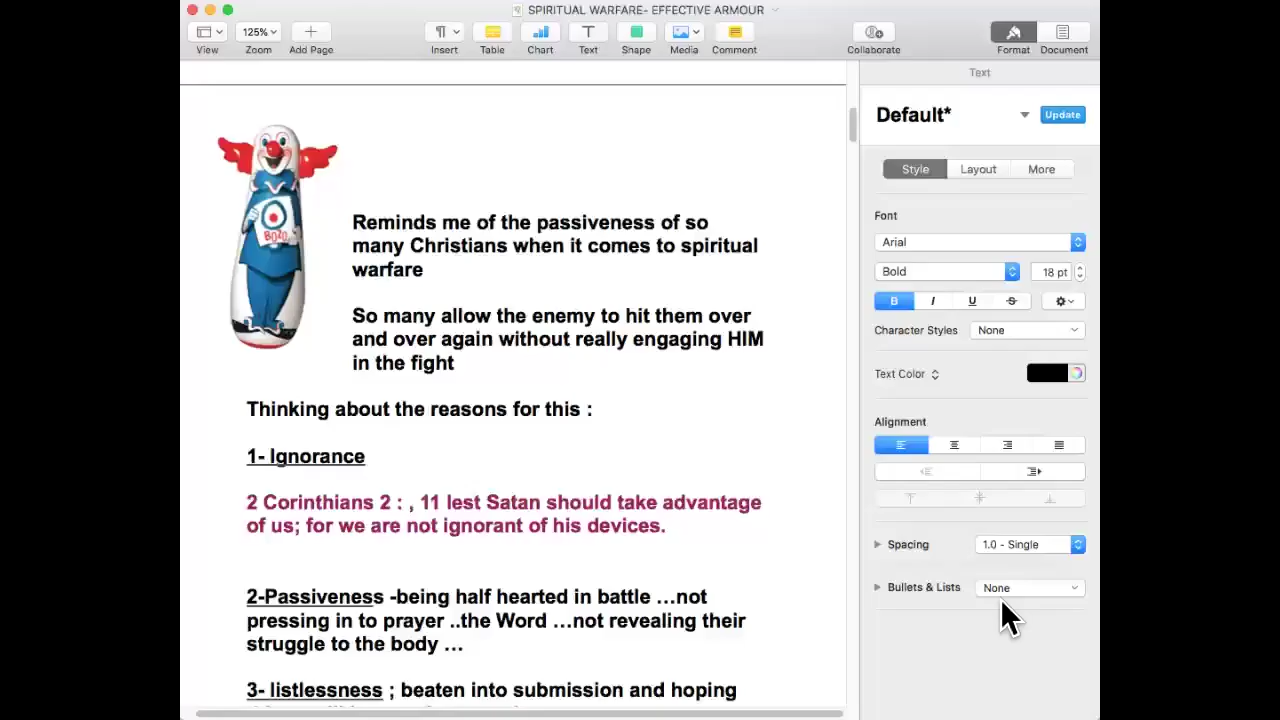 SPIRITUAL WARFARE- EFFECTIVE ARMOUR
125%
View
Zoom
Add Page
Insert
Table
Chart
Text
Shape
Media
Comment
Collaborate
Format
Document
Text
Default*
Update
Style
Layout
More
Font
Arial
Bold
18 pt
B
I
U
S
Character Styles
None
Text Color
Alignment
Spacing
1.0 - Single
Bullets & Lists
None
BOZO
Reminds me of the passiveness of so
many Christians when it comes to spiritual
warfare
So many allow the enemy to hit them over
and over again without really engaging HIM
in the fight
Thinking about the reasons for this :
1- Ignorance
2 Corinthians 2 : , 11 lest Satan should take advantage
of us; for we are not ignorant of his devices.
2-Passiveness -being half hearted in battle …not
pressing in to prayer ..the Word …not revealing their
struggle to the body …
3- listlessness ; beaten into submission and hoping